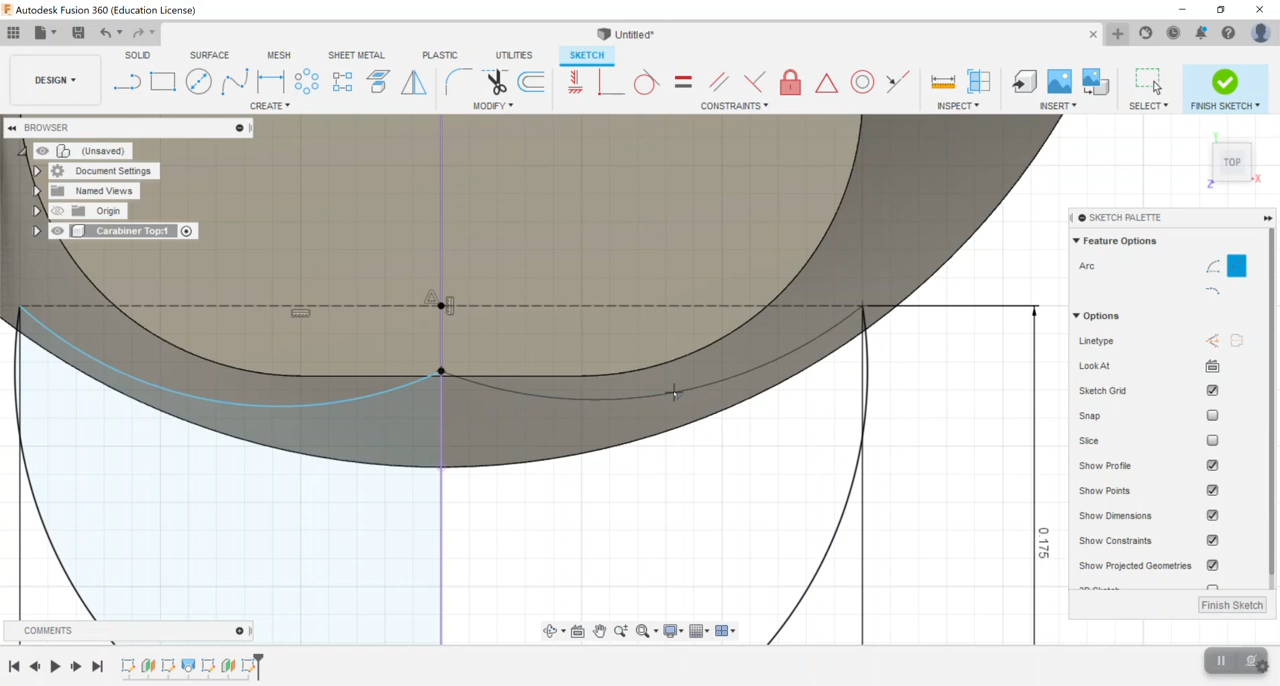 Autodesk Fusion 360 (Education License)
Untitled*
DESIGN
SOLID SURFACE MESH SHEET METAL PLASTIC UTILITIES SKETCH
CREATE MODIFY CONSTRAINTS INSPECT INSERT SELECT FINISH SKETCH
BROWSER
(Unsaved)
Document Settings
Named Views
Origin
Carabiner Top:1
TOP
X
Y
Z
SKETCH PALETTE
Feature Options
Arc
Options
Linetype
Look At
Sketch Grid
Snap
Slice
Show Profile
Show Points
Show Dimensions
Show Constraints
Show Projected Geometries
3D Sketch
Finish Sketch
0.175
COMMENTS